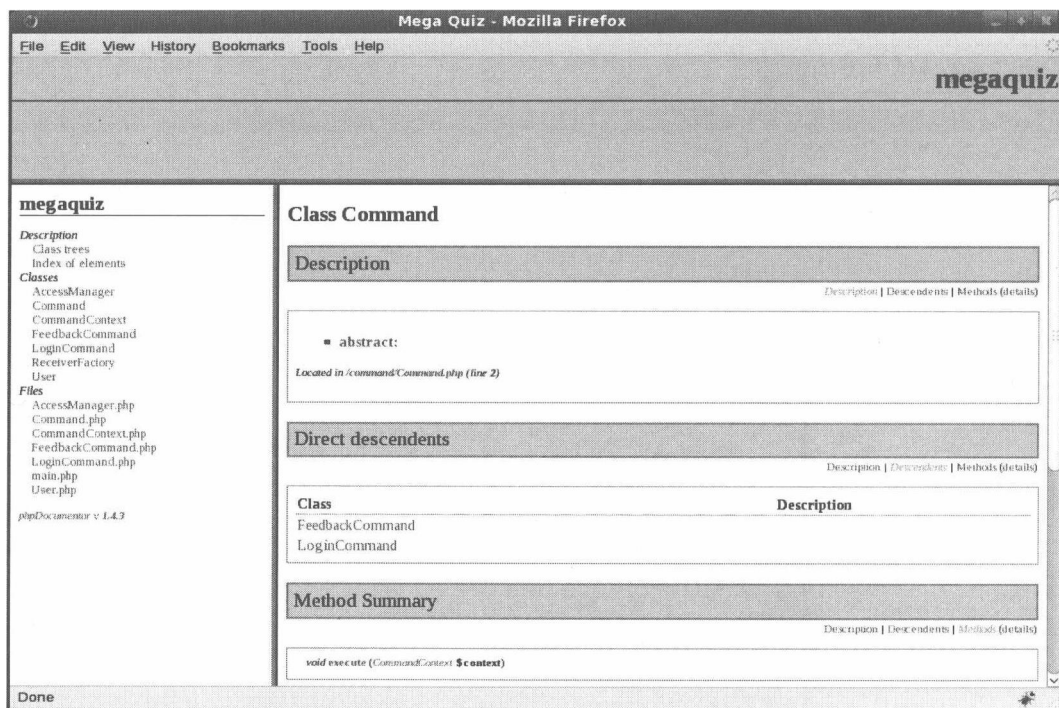 Mega Quiz - Mozilla Firefox
File Edit View History Bookmarks Tools Help
megaquiz
megaquiz
Description
Class trees
Index of elements
Classes
AccessManager
Command
CommandContext
FeedbackCommand
LoginCommand
ReceiverFactory
User
Files
AccessManager.php
Command.php
CommandContext.php
FeedbackCommand.php
LoginCommand.php
main.php
User.php
phpDocumentor v 1.4.3
Class Command
Description
Description | Descendents | Methods (details)
▪ abstract:
Located in /command/Command.php (line 2)
Direct descendents
Description | Descendents | Methods (details)
Class Description
FeedbackCommand
LoginCommand
Method Summary
Description | Descendents | Methods (details)
void execute (CommandContext $context)
Done